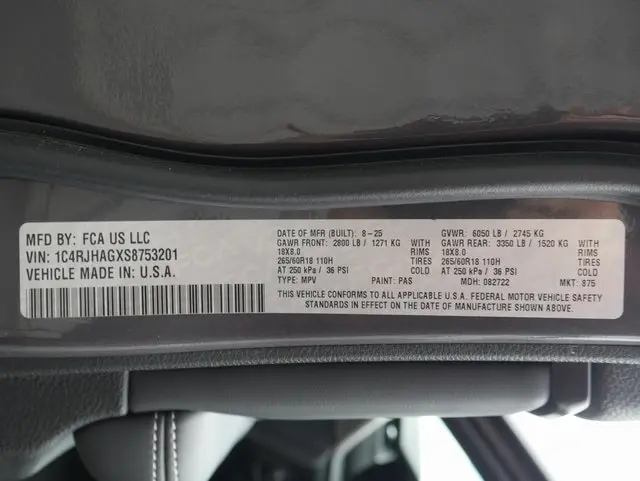 MFD BY: FCA US LLC
VIN: 1C4RJHAGXS8753201
VEHICLE MADE IN U.S.A.
DATE OF MFR (BUILT): 8-25 GVWR: 6050 LB / 2745 KG
GAWR FRONT: 2800 LB / 1271 KG WITH GAWR REAR: 3350 LB / 1520 KG WITH
18X8.0 RIMS 18X8.0 RIMS
265/60R18 110H TIRES 265/60R18 110H TIRES
AT 250 kPa / 36 PSI COLD AT 250 kPa / 36 PSI COLD
TYPE: MPV PAINT: PAS MDH: 082722 MKT: 875
THIS VEHICLE CONFORMS TO ALL APPLICABLE U.S.A. FEDERAL MOTOR VEHICLE SAFETY
STANDARDS IN EFFECT ON THE DATE OF MANUFACTURE SHOWN ABOVE.